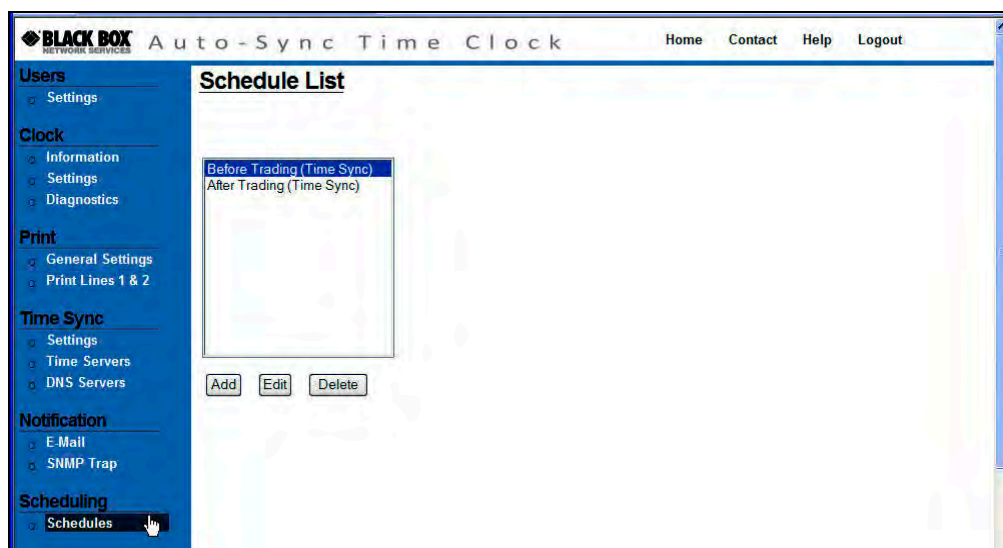 BLACK BOX
NETWORK SERVICES
Auto-Sync Time Clock
Home Contact Help Logout
Users
Settings
Clock
Information
Settings
Diagnostics
Print
General Settings
Print Lines 1 & 2
Time Sync
Settings
Time Servers
DNS Servers
Notification
E-Mail
SNMP Trap
Scheduling
Schedules
Schedule List
Before Trading (Time Sync)
After Trading (Time Sync)
Add Edit Delete